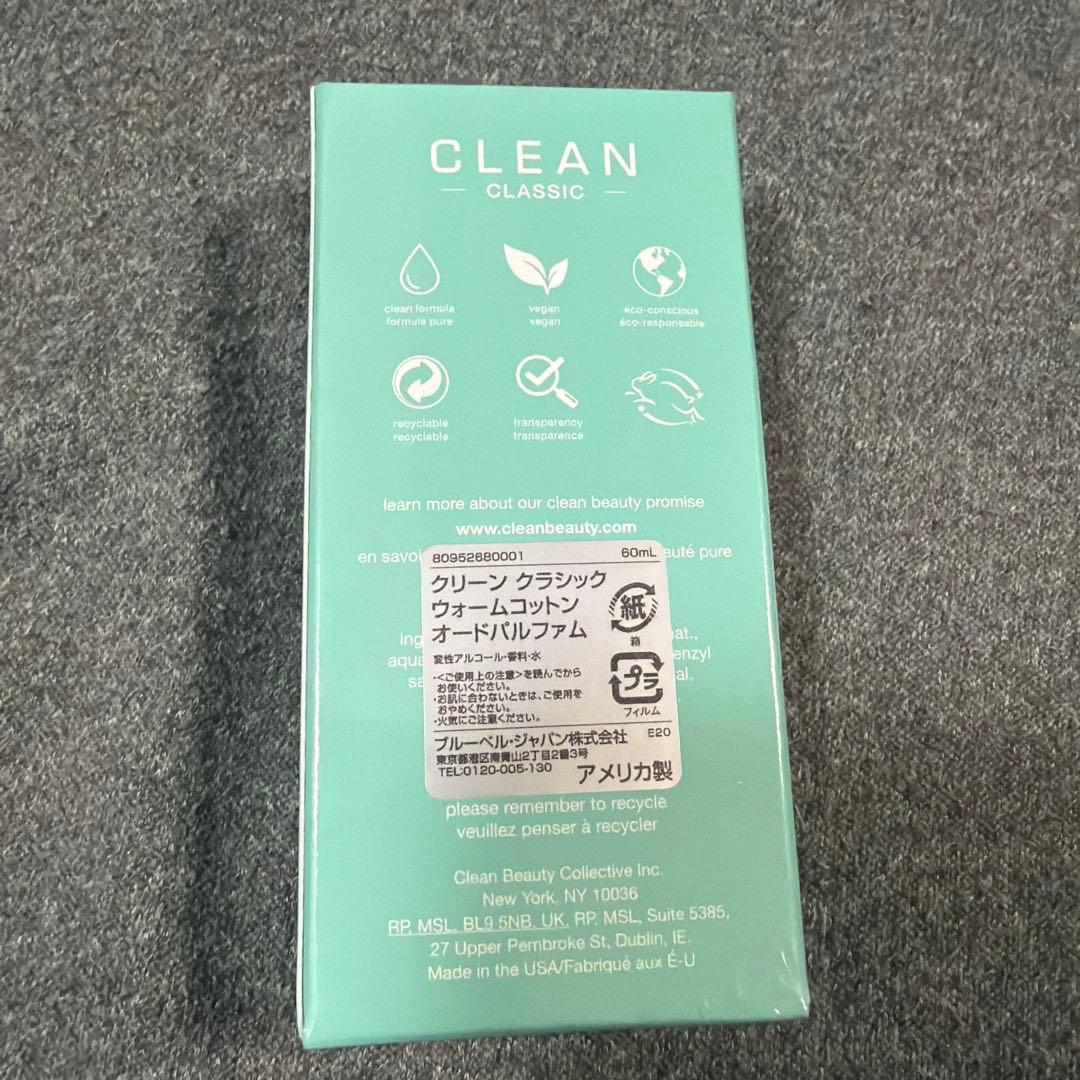 CLEAN
CLASSIC
clean formula
formule pure
vegan
vegan
eco-conscious
éco-responsable
recyclable
recyclable
transparency
transparence
learn more about our clean beauty promise
www.cleanbeauty.com
en savoi
auté pure
80952680001 60mL
クリーン クラシック
ウォームコットン
オードパルファム
紙
箱
変性アルコール・香料・水
・<ご使用上の注意>を読んでから
お使いください。
・お肌に合わないときは、ご使用を
おやめください。
・火気にご注意ください。
プラ
フィルム
ブルーベル・ジャパン株式会社 E20
東京都港区南青山2丁目2番3号
TEL:0120-005-130
アメリカ製
ing
at.,
aqua
enzyl
sa
al,
please remember to recycle
veuillez penser à recycler
Clean Beauty Collective Inc.
New York, NY 10036
RP, MSL, BL9 5NB, UK. RP, MSL, Suite 5385,
27 Upper Pembroke St, Dublin, IE.
Made in the USA/Fabriqué aux É-U